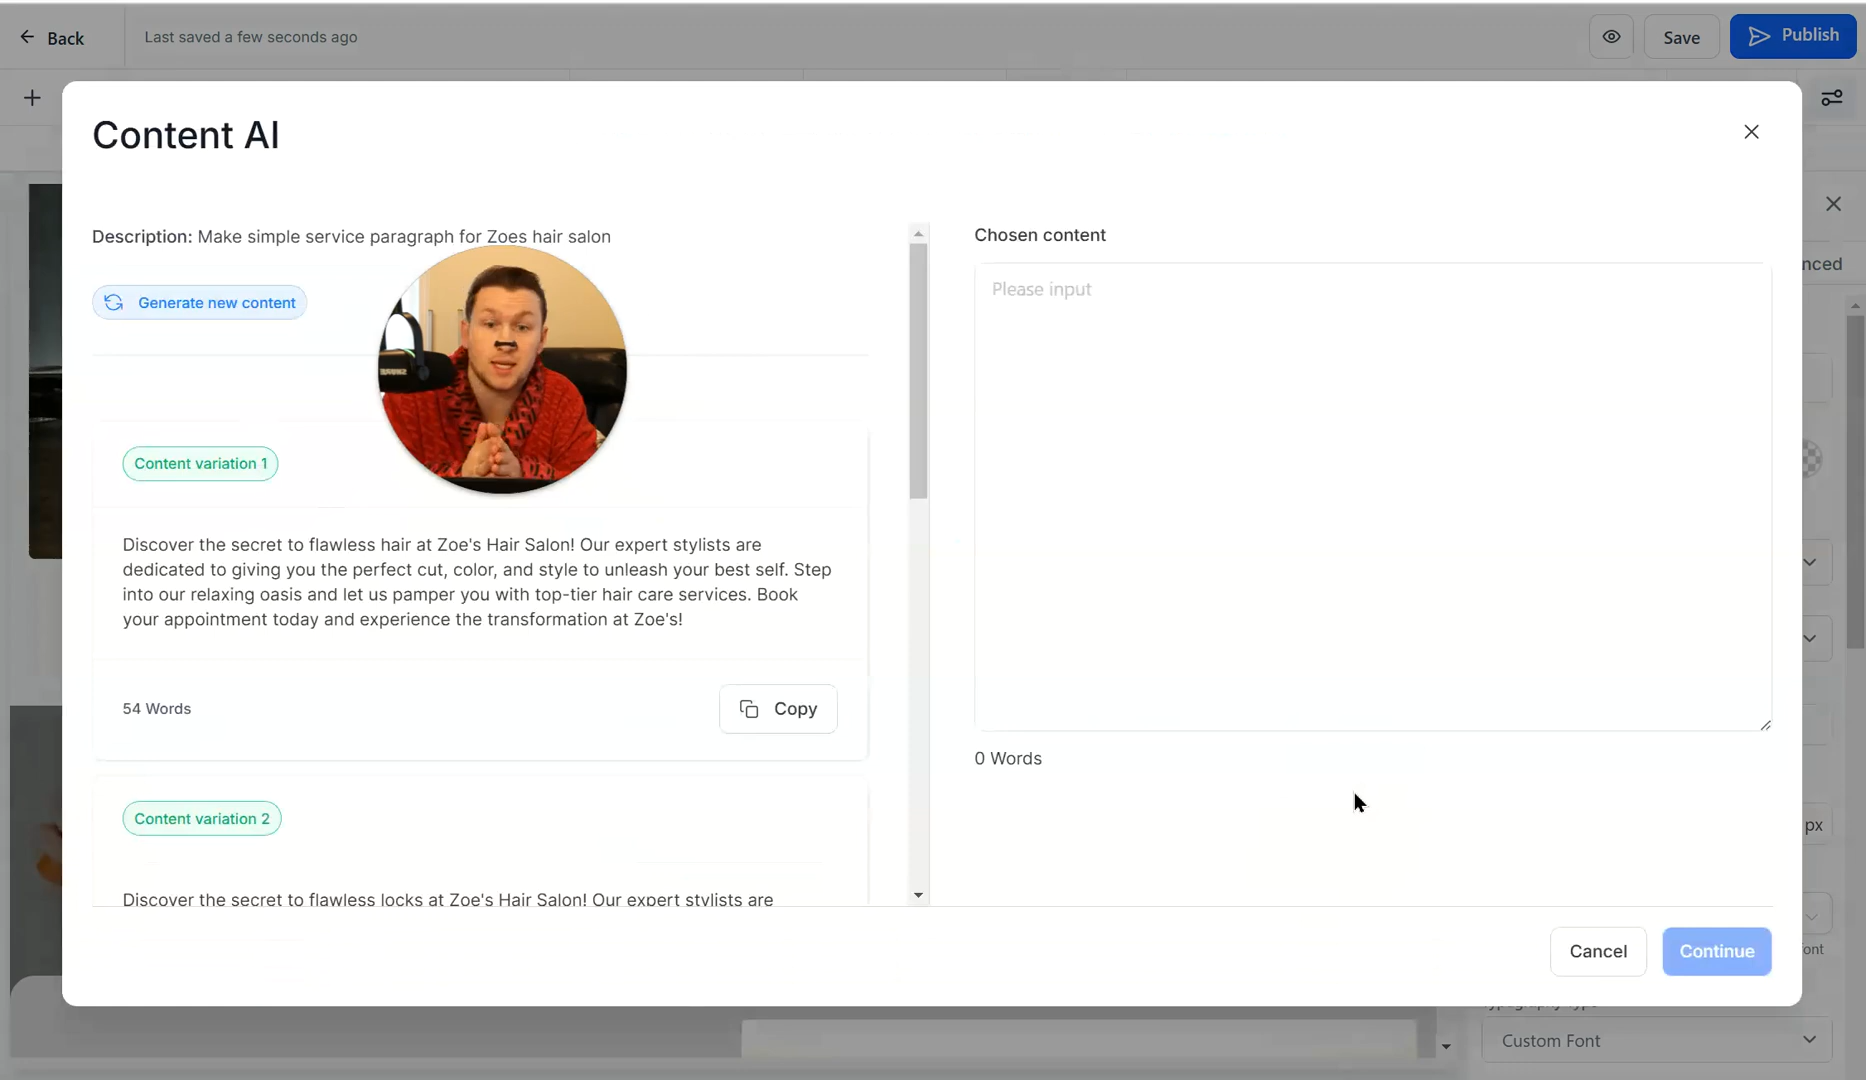 Back
Last saved a few seconds ago
Save
Publish
Content AI
Description: Make simple service paragraph for Zoes hair salon
Generate new content
Content variation 1
Discover the secret to flawless hair at Zoe's Hair Salon! Our expert stylists are
dedicated to giving you the perfect cut, color, and style to unleash your best self. Step
into our relaxing oasis and let us pamper you with top-tier hair care services. Book
your appointment today and experience the transformation at Zoe's!
54 Words
Copy
Content variation 2
Discover the secret to flawless locks at Zoe's Hair Salon! Our expert stylists are
Chosen content
Please input
0 Words
Cancel
Continue
nced
px
ont
Custom Font